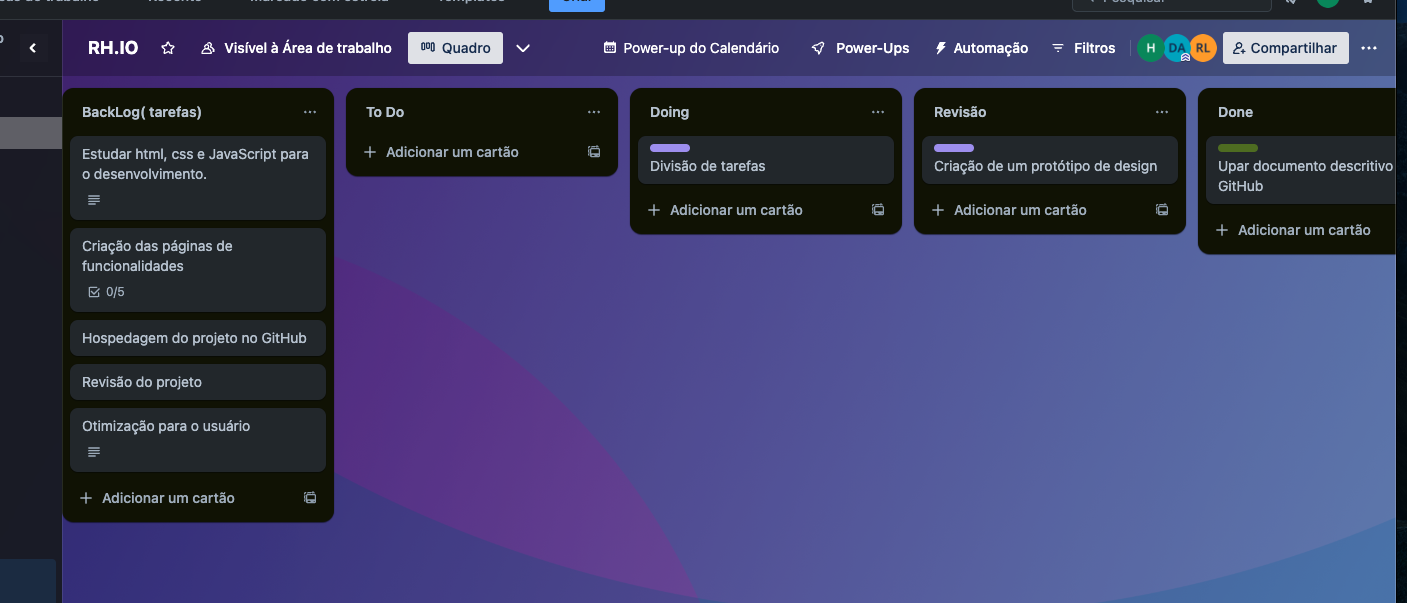 RH.IO
Visível à Área de trabalho
Quadro
Power-up do Calendário
Power-Ups
Automação
Filtros
H
DA
RL
Compartilhar
BackLog( tarefas)
Estudar html, css e JavaScript para
o desenvolvimento.
Criação das páginas de
funcionalidades
0/5
Hospedagem do projeto no GitHub
Revisão do projeto
Otimização para o usuário
Adicionar um cartão
To Do
Adicionar um cartão
Doing
Divisão de tarefas
Adicionar um cartão
Revisão
Criação de um protótipo de design
Adicionar um cartão
Done
Upar documento descritivo
GitHub
Adicionar um cartão